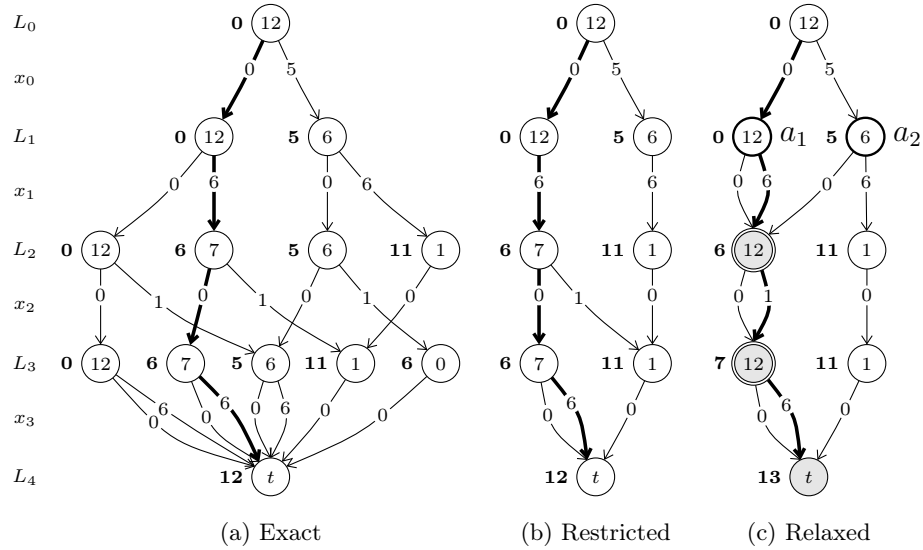 L0 0 12 0 12 0 12
x0 0 5 0 5 0 5
L1 0 12 5 6 0 12 5 6 0 12 a1 5 6 a2
x1 0 6 0 6 6 6 0 6 0 6
L2 0 12 6 7 5 6 11 1 6 7 11 1 6 12 11 1
x2 0 1 0 1 0 1 0 0 1 0 0 1 0
L3 0 12 6 7 5 6 11 1 6 0 6 7 11 1 7 12 11 1
x3 0 6 0 6 0 6 0 0 0 6 0 0 6 0
L4 12 t 12 t 13 t
(a) Exact (b) Restricted (c) Relaxed